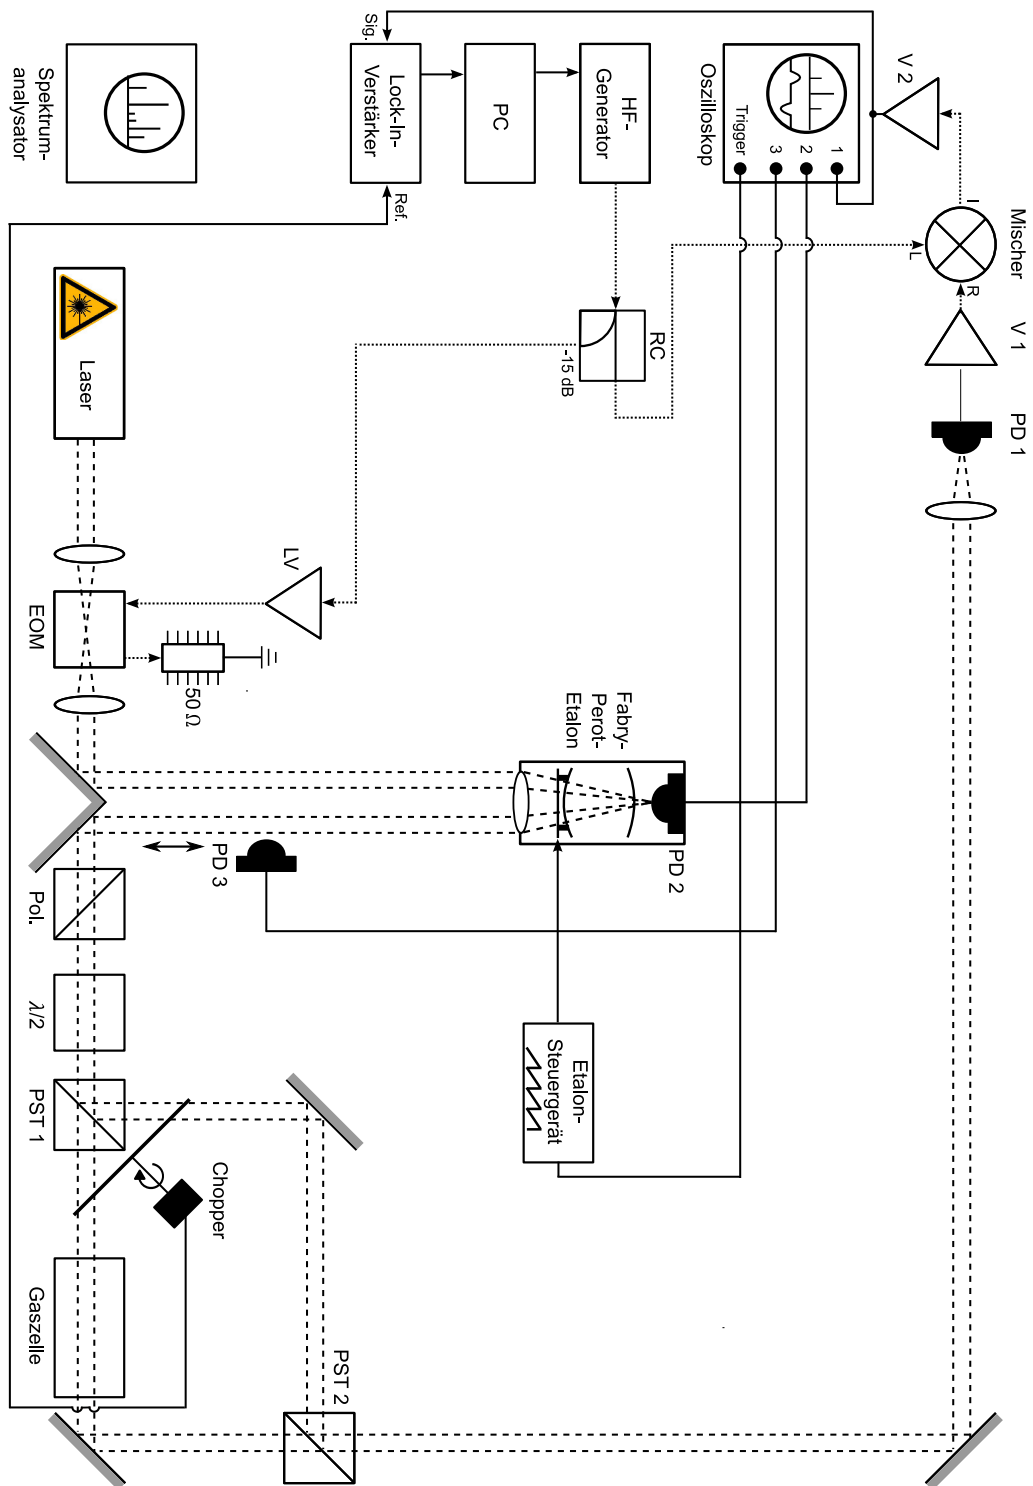 Mischer
V 1
PD 1
V 2
I
R
L
Oszilloskop
1
2
3
Trigger
HF-
Generator
PC
Lock-In-
Verstärker
Sig.
Ref.
Spektrum-
analysator
RC
-15 dB
Laser
LV
EOM
50 Ω
Fabry-
Perot-
Etalon
PD 2
PD 3
Pol.
λ/2
PST 1
Etalon-
Steuergerät
Chopper
Gaszelle
PST 2